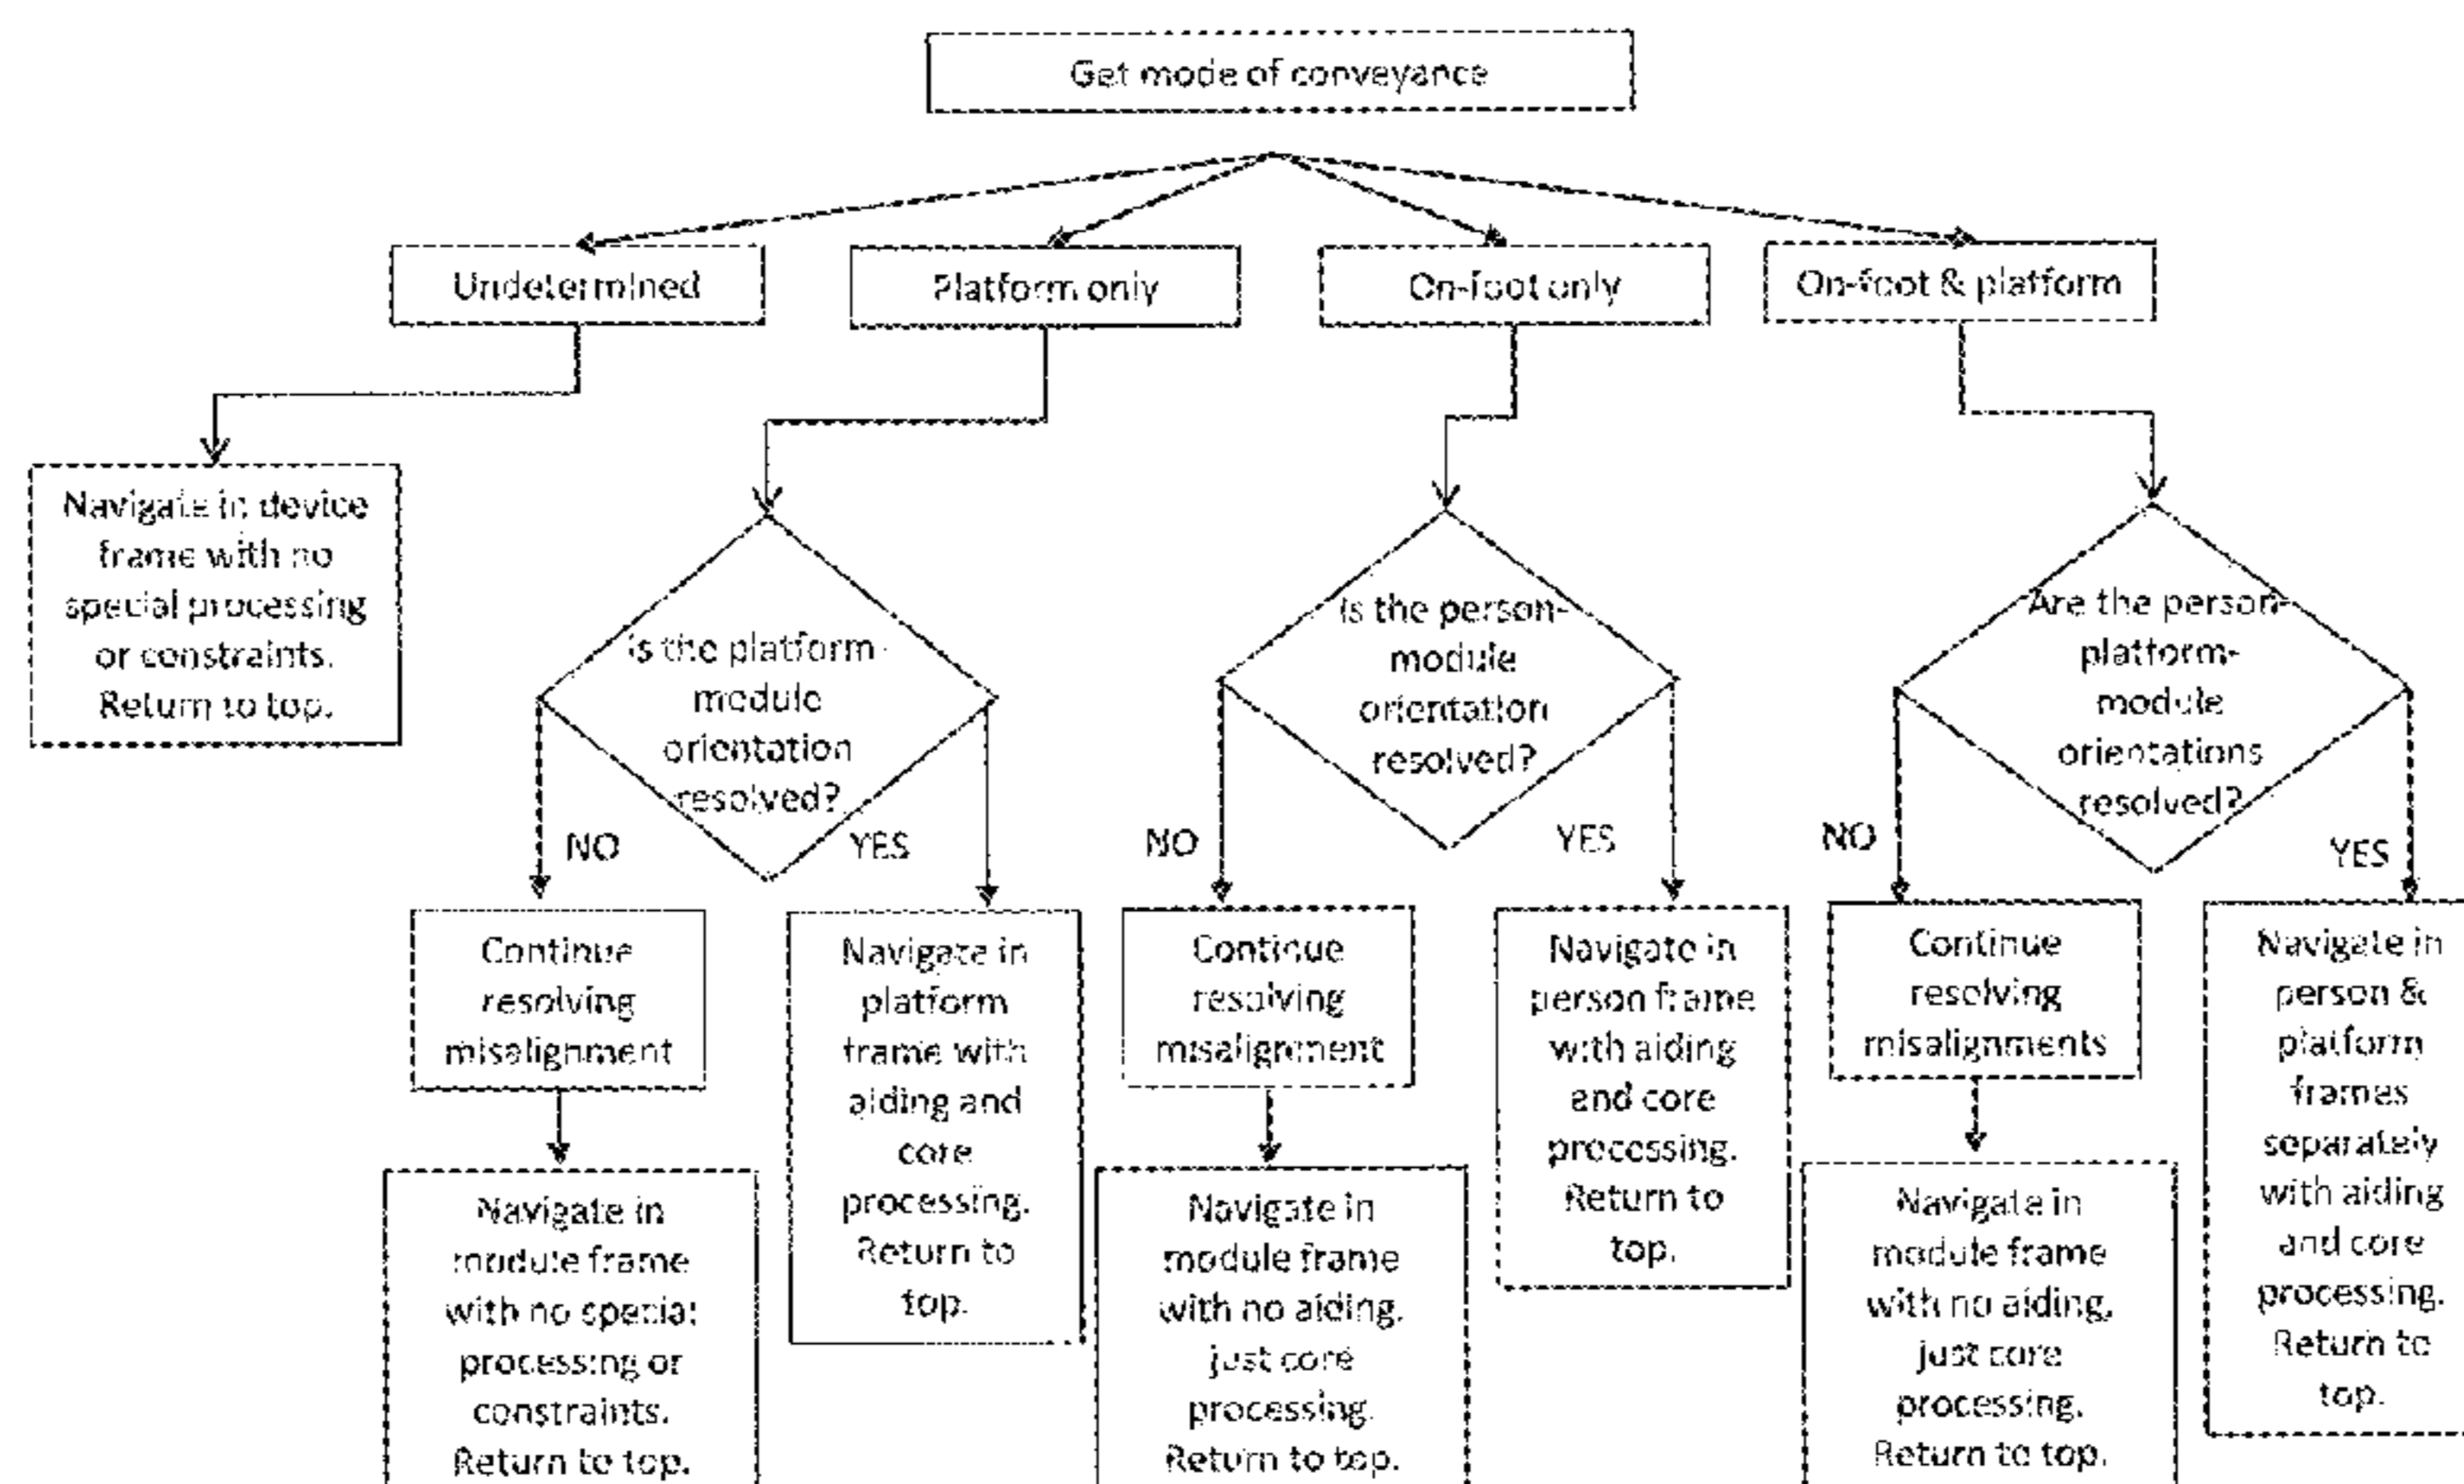 Get mode of conveyance
Undetermined
Platform only
On-foot only
On-foot & platform
Navigate in device
frame with no
special processing
or constraints.
Return to top.
Is the platform-
module
orientation
resolved?
NO
YES
Continue
resolving
misalignment
Navigate in
module frame
with no special
processing or
constraints.
Return to top.
Navigate in
platform
frame with
aiding and
core
processing.
Return to
top.
Is the person-
module
orientation
resolved?
NO
YES
Continue
resolving
misalignment
Navigate in
module frame
with no aiding,
just core
processing.
Return to top.
Navigate in
person frame
with aiding
and core
processing.
Return to
top.
Are the person-
platform-
module
orientations
resolved?
NO
YES
Continue
resolving
misalignments
Navigate in
module frame
with no aiding,
just core
processing.
Return to top.
Navigate in
person &
platform
frames
separately
with aiding
and core
processing.
Return to
top.